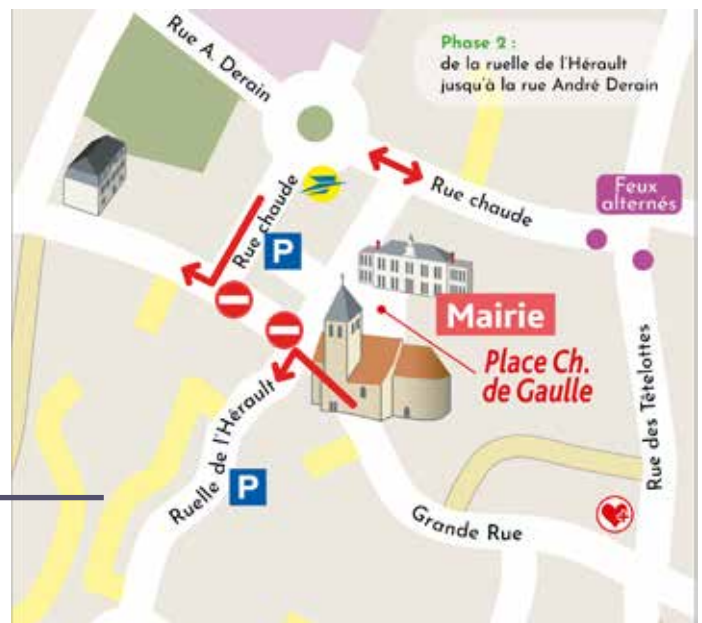 Phase 2 :
de la ruelle de l'Hérault
jusqu'à la rue André Derain
Rue A. Derain
Rue chaude
Rue chaude
Feux
alternés
P
Mairie
Place Ch.
de Gaulle
Ruelle de l'Hérault
P
Grande Rue
Rue des Tételottes